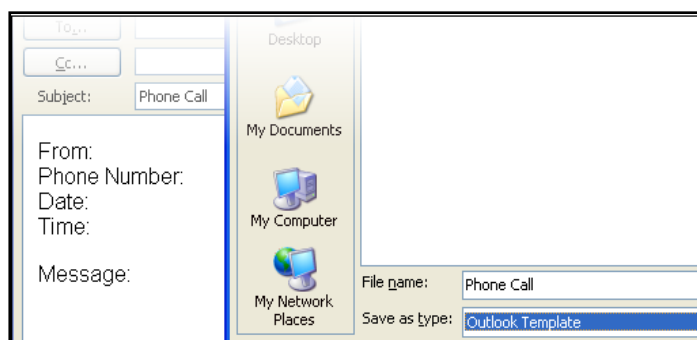 To...
Cc...
Subject:
Phone Call
From:
Phone Number:
Date:
Time:
Message:
Desktop
My Documents
My Computer
My Network
Places
File name:
Phone Call
Save as type:
Outlook Template